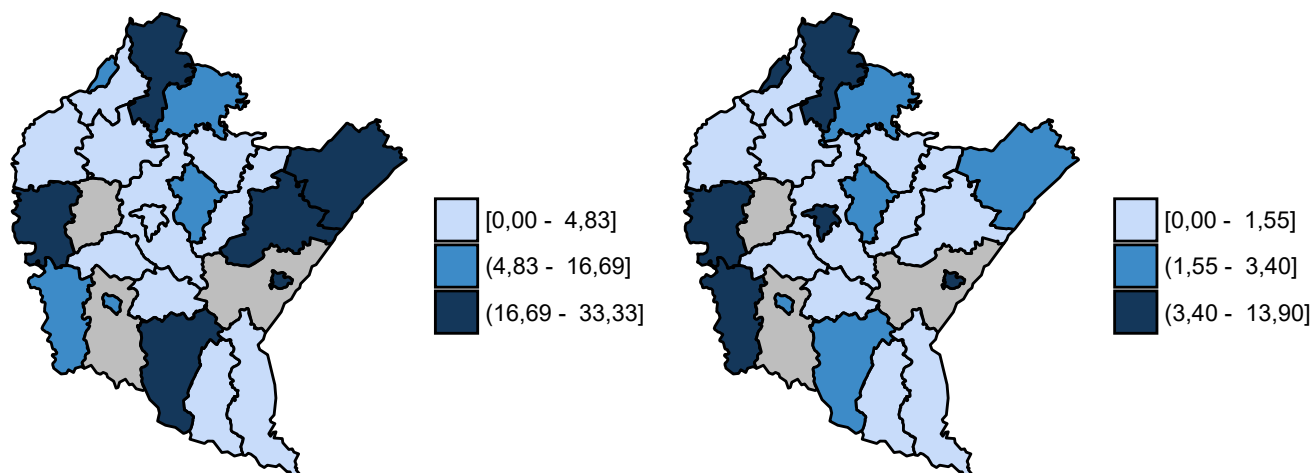 [0,00 - 4,83]
(4,83 - 16,69]
(16,69 - 33,33]
[0,00 - 1,55]
(1,55 - 3,40]
(3,40 - 13,90]